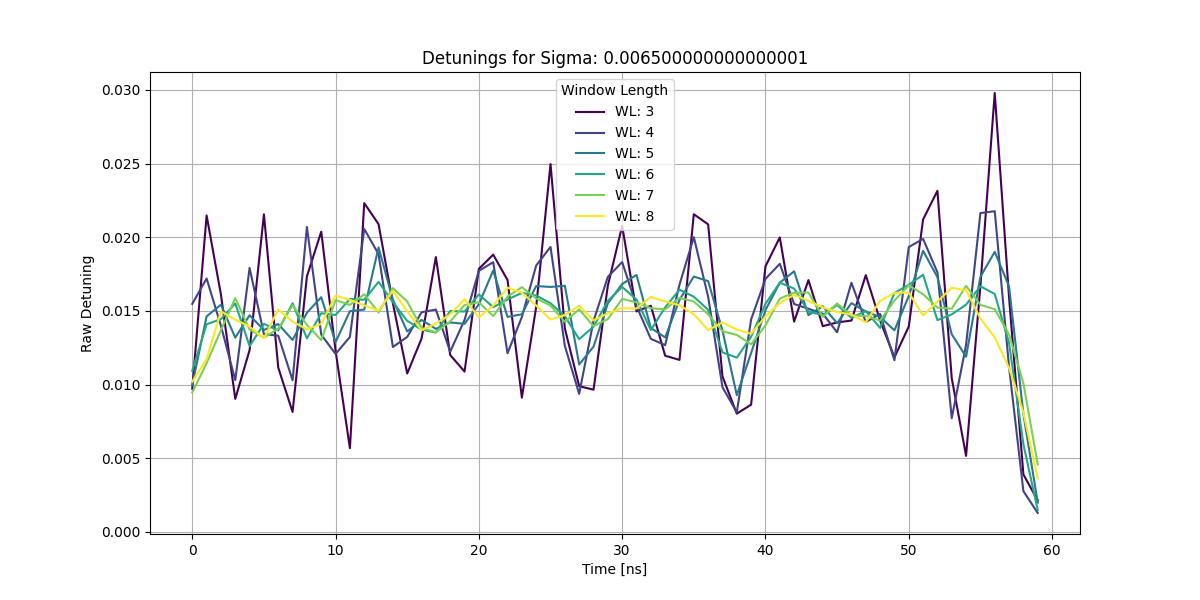 Detunings for Sigma: 0.006500000000000001
Raw Detuning
0.030
0.025
0.020
0.015
0.010
0.005
0.000
Window Length
WL: 3
WL: 4
WL: 5
WL: 6
WL: 7
WL: 8
0 10 20 30 40 50 60
Time [ns]